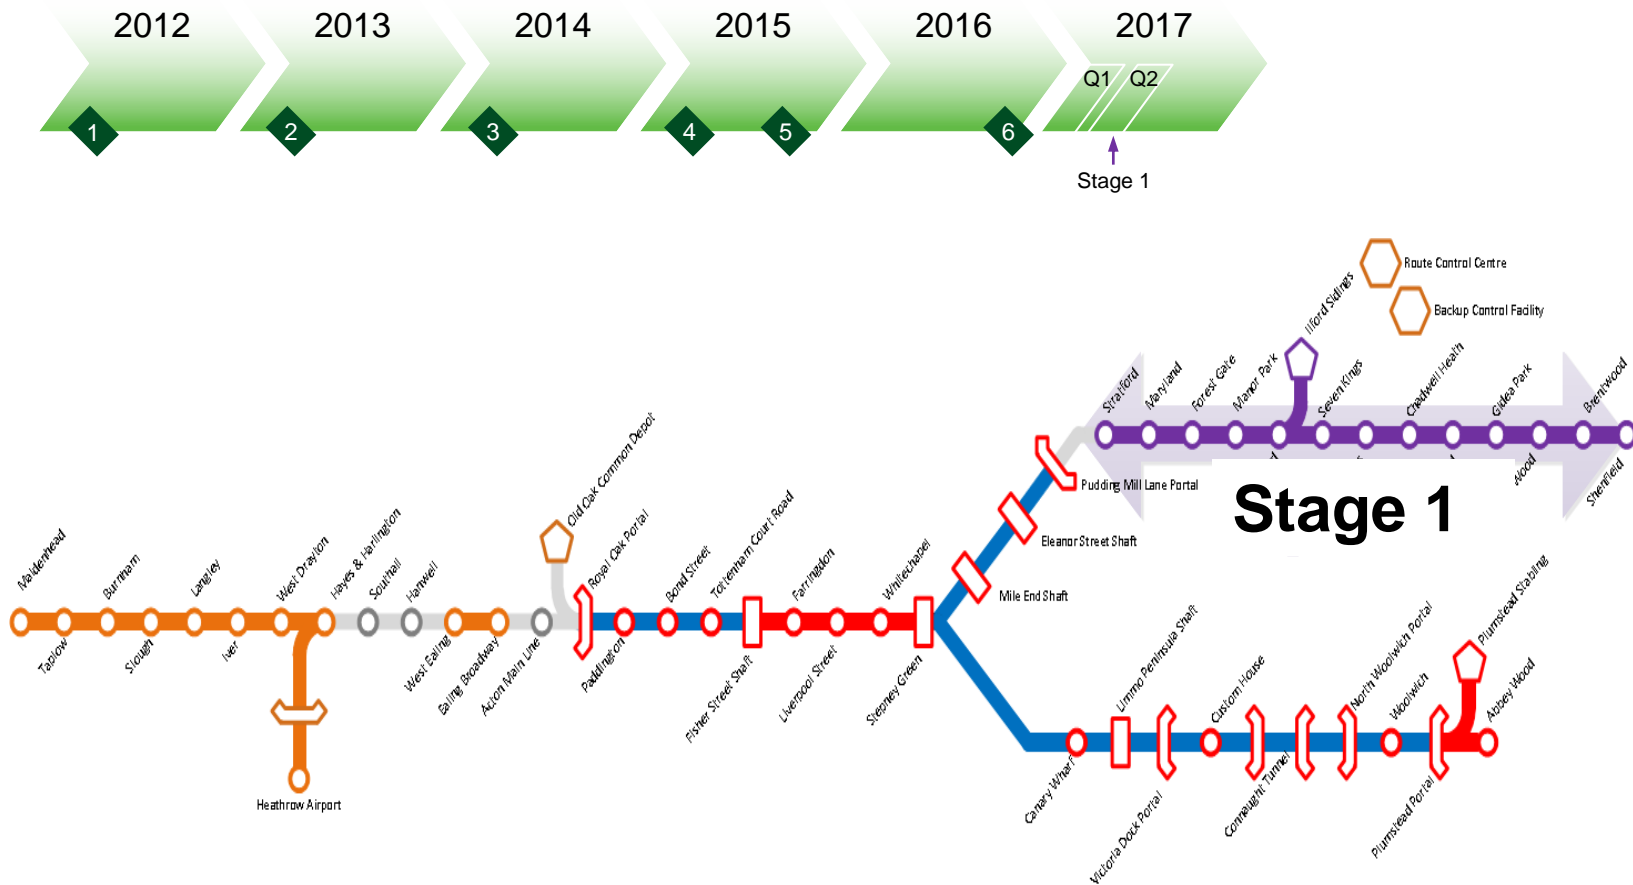 2012
2013
2014
2015
2016
2017
Q1
Q2
1
2
3
4
5
6
Stage 1
Route Control Centre
Backup Control Facility
Ilford Sidings
Stratford
Maryland
Forest Gate
Manor Park
Seven Kings
Chadwell Heath
Gidea Park
Brentwood
Wood
Shenfield
Stage 1
Pudding Mill Lane Portal
Eleanor Street Shaft
Mile End Shaft
Maidenhead
Taplow
Burnham
Slough
Langley
Iver
West Drayton
Hayes & Harlington
Southall
Hanwell
West Ealing
Ealing Broadway
Acton Main Line
Old Oak Common Depot
Royal Oak Portal
Paddington
Bond Street
Tottenham Court Road
Fisher Street Shaft
Farringdon
Liverpool Street
Whitechapel
Stepney Green
Heathrow Airport
Canary Wharf
Limmo Peninsula Shaft
Victoria Dock Portal
Custom House
Connaught Tunnel
North Woolwich Portal
Woolwich
Plumstead Portal
Plumstead Stabling
Abbey Wood